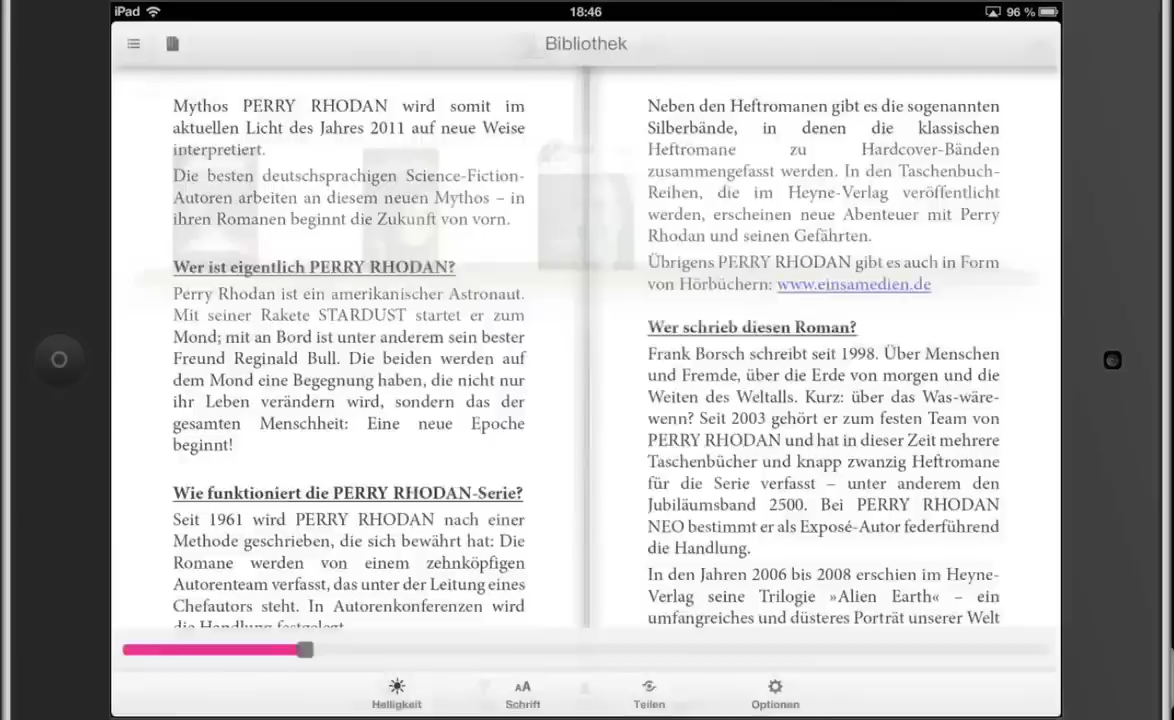 iPad
18:46
96 %
Bibliothek
Mythos PERRY RHODAN wird somit im
aktuellen Licht des Jahres 2011 auf neue Weise
interpretiert.
Die besten deutschsprachigen Science-Fiction-
Autoren arbeiten an diesem neuen Mythos – in
ihren Romanen beginnt die Zukunft von vorn.
Wer ist eigentlich PERRY RHODAN?
Perry Rhodan ist ein amerikanischer Astronaut.
Mit seiner Rakete STARDUST startet er zum
Mond; mit an Bord ist unter anderem sein bester
Freund Reginald Bull. Die beiden werden auf
dem Mond eine Begegnung haben, die nicht nur
ihr Leben verändern wird, sondern das der
gesamten Menschheit: Eine neue Epoche
beginnt!
Wie funktioniert die PERRY RHODAN-Serie?
Seit 1961 wird PERRY RHODAN nach einer
Methode geschrieben, die sich bewährt hat: Die
Romane werden von einem zehnköpfigen
Autorenteam verfasst, das unter der Leitung eines
Chefautors steht. In Autorenkonferenzen wird
die Handlung festgelegt
Neben den Heftromanen gibt es die sogenannten
Silberbände, in denen die klassischen
Heftromane zu Hardcover-Bänden
zusammengefasst werden. In den Taschenbuch-
Reihen, die im Heyne-Verlag veröffentlicht
werden, erscheinen neue Abenteuer mit Perry
Rhodan und seinen Gefährten.
Übrigens PERRY RHODAN gibt es auch in Form
von Hörbüchern: www.einsamedien.de
Wer schrieb diesen Roman?
Frank Borsch schreibt seit 1998. Über Menschen
und Fremde, über die Erde von morgen und die
Weiten des Weltalls. Kurz: über das Was-wäre-
wenn? Seit 2003 gehört er zum festen Team von
PERRY RHODAN und hat in dieser Zeit mehrere
Taschenbücher und knapp zwanzig Heftromane
für die Serie verfasst – unter anderem den
Jubiläumsband 2500. Bei PERRY RHODAN
NEO bestimmt er als Exposé-Autor federführend
die Handlung.
In den Jahren 2006 bis 2008 erschien im Heyne-
Verlag seine Trilogie »Alien Earth« – ein
umfangreiches und düsteres Porträt unserer Welt
Helligkeit
Schrift
Teilen
Optionen